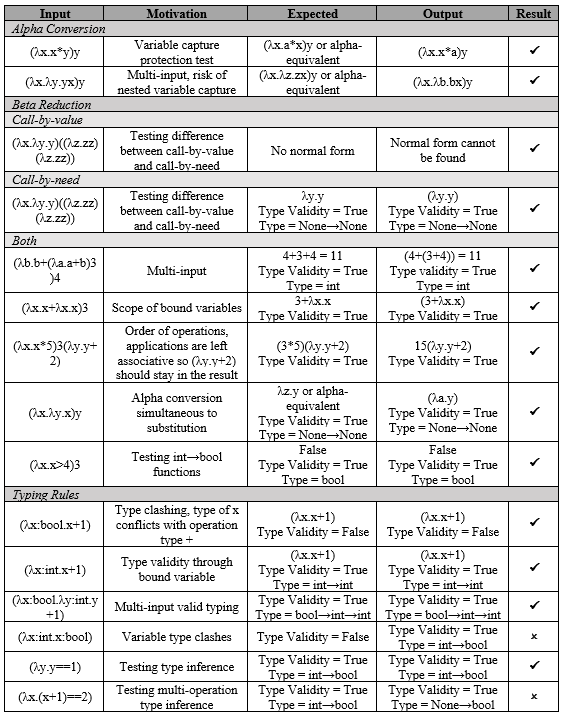 Input Motivation Expected Output Result
Alpha Conversion
(λx.x*y)y Variable capture protection test (λx.a*x)y or alpha-equivalent (λx.x*a)y ✓
(λx.λy.yx)y Multi-input, risk of nested variable capture (λx.λz.zx)y or alpha-equivalent (λx.λb.bx)y ✓
Beta Reduction
Call-by-value
(λx.λy.y)((λz.zz)(λz.zz)) Testing difference between call-by-value and call-by-need No normal form Normal form cannot be found ✓
Call-by-need
(λx.λy.y)((λz.zz)(λz.zz)) Testing difference between call-by-value and call-by-need λy.y Type Validity = True Type = None→None (λy.y) Type Validity = True Type = None→None ✓
Both
(λb.b+(λa.a+b)3)4 Multi-input 4+3+4 = 11 Type Validity = True Type = int (4+(3+4)) = 11 Type validity = True Type = int ✓
(λx.x+λx.x)3 Scope of bound variables 3+λx.x Type Validity = True (3+λx.x) Type Validity = True ✓
(λx.x*5)3(λy.y+2) Order of operations, applications are left associative so (λy.y+2) should stay in the result (3*5)(λy.y+2) Type Validity = True 15(λy.y+2) Type Validity = True ✓
(λx.λy.x)y Alpha conversion simultaneous to substitution λz.y or alpha-equivalent Type Validity = True Type = None→None (λa.y) Type Validity = True Type = None→None ✓
(λx.x>4)3 Testing int→bool functions False Type Validity = True Type = bool False Type Validity = True Type = bool ✓
Typing Rules
(λx:bool.x+1) Type clashing, type of x conflicts with operation type + (λx.x+1) Type Validity = False (λx.x+1) Type Validity = False ✓
(λx:int.x+1) Type validity through bound variable (λx.x+1) Type Validity = True Type = int→int (λx.x+1) Type Validity = True Type = int→int ✓
(λx:bool.λy:int.y+1) Multi-input valid typing Type Validity = True Type = bool→int→int Type Validity = True Type = bool→int→int ✓
(λx:int.x:bool) Variable type clashes Type Validity = False Type Validity = True Type = int→bool ×
(λy.y==1) Testing type inference Type Validity = True Type = int→bool Type Validity = True Type = int→bool ✓
(λx.(x+1)==2) Testing multi-operation type inference Type Validity = True Type = int→bool Type Validity = True Type = None→bool ×